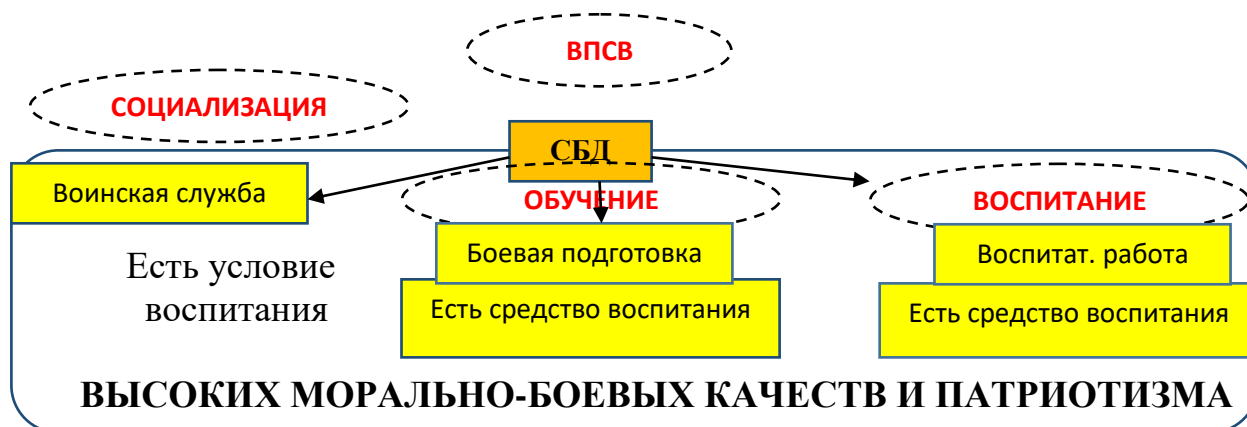 ВПСВ
СОЦИАЛИЗАЦИЯ
СБД
Воинская служба
ОБУЧЕНИЕ
ВОСПИТАНИЕ
Боевая подготовка
Воспитат. работа
Есть условие
воспитания
Есть средство воспитания
Есть средство воспитания
ВЫСОКИХ МОРАЛЬНО-БОЕВЫХ КАЧЕСТВ И ПАТРИОТИЗМА